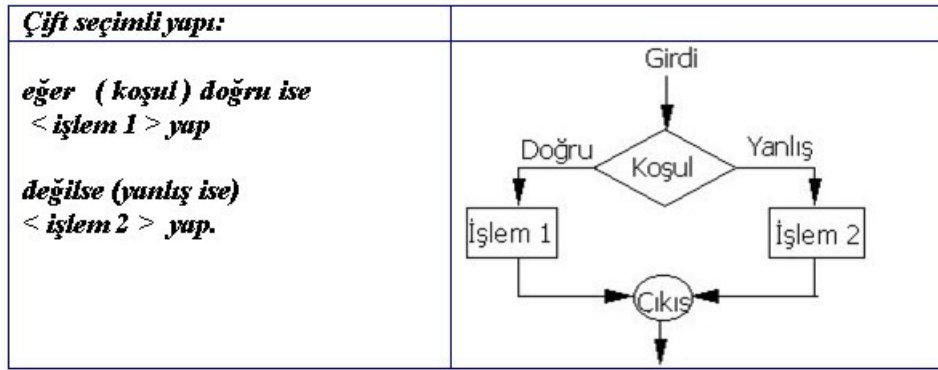 Çift seçimli yapı:
eğer ( koşul ) doğru ise
< işlem 1 > yap
değilse (yanlış ise)
< işlem 2 > yap.
Girdi
Doğru
Koşul
Yanlış
İşlem 1
İşlem 2
Çıkış